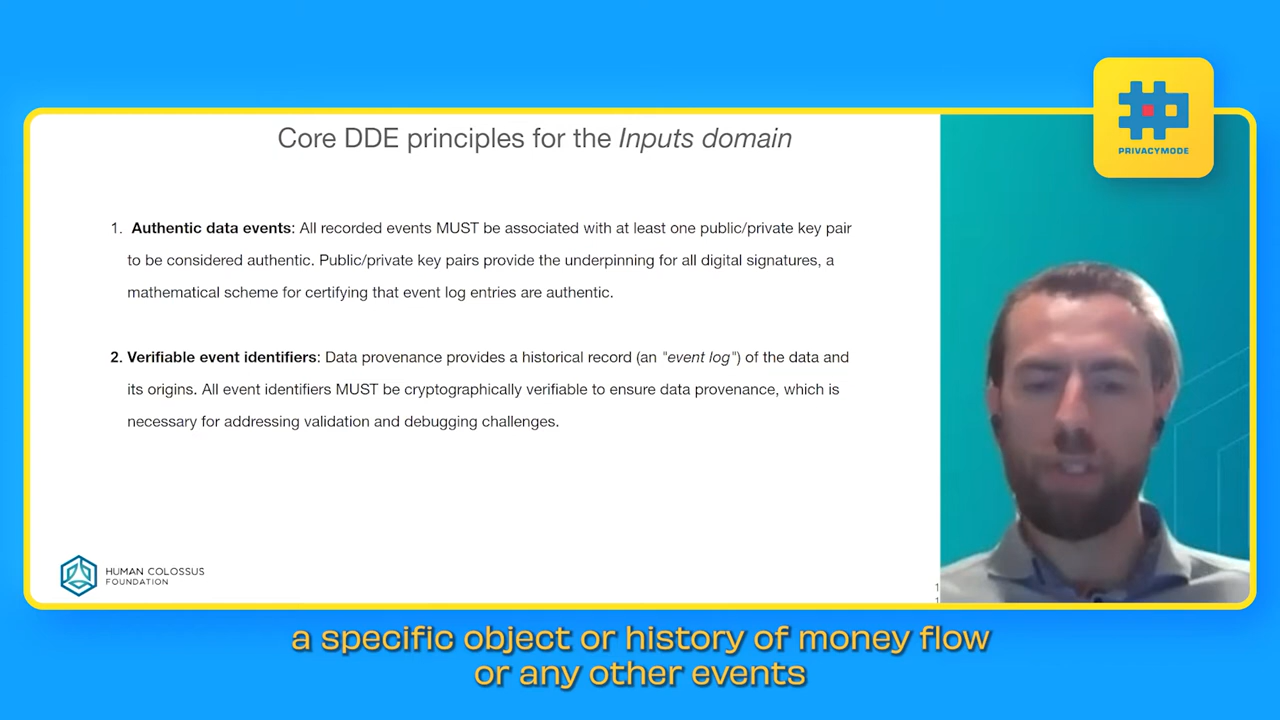 Core DDE principles for the Inputs domain
PRIVACYMODE
1. Authentic data events: All recorded events MUST be associated with at least one public/private key pair
to be considered authentic. Public/private key pairs provide the underpinning for all digital signatures, a
mathematical scheme for certifying that event log entries are authentic.
2. Verifiable event identifiers: Data provenance provides a historical record (an "event log") of the data and
its origins. All event identifiers MUST be cryptographically verifiable to ensure data provenance, which is
necessary for addressing validation and debugging challenges.
HUMAN COLOSSUS
FOUNDATION
1
1
a specific object or history of money flow
or any other events